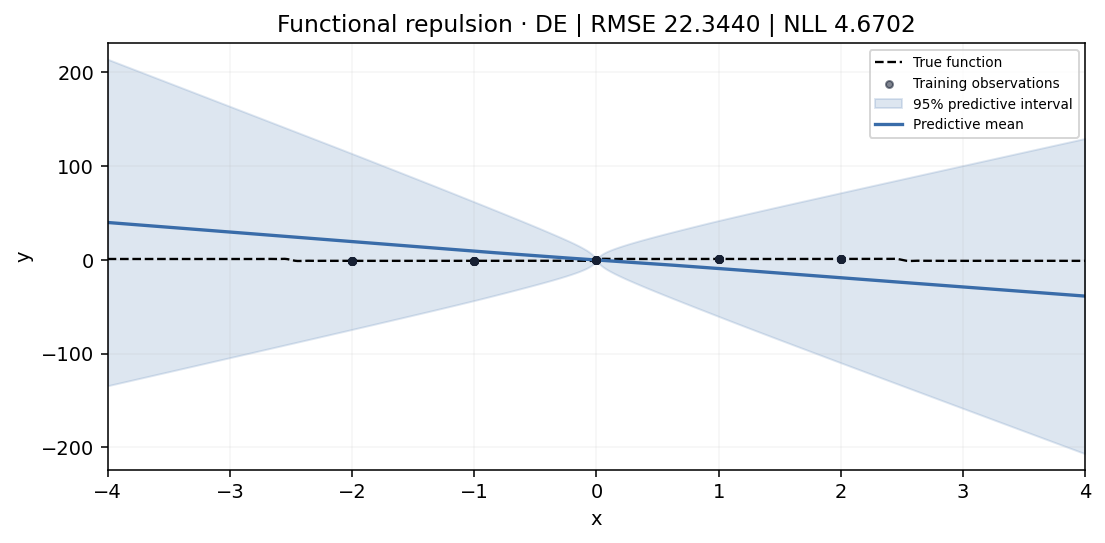 Functional repulsion · DE | RMSE 22.3440 | NLL 4.6702
True function
Training observations
95% predictive interval
Predictive mean
200
100
0
−100
−200
y
−4
−3
−2
−1
0
1
2
3
4
x